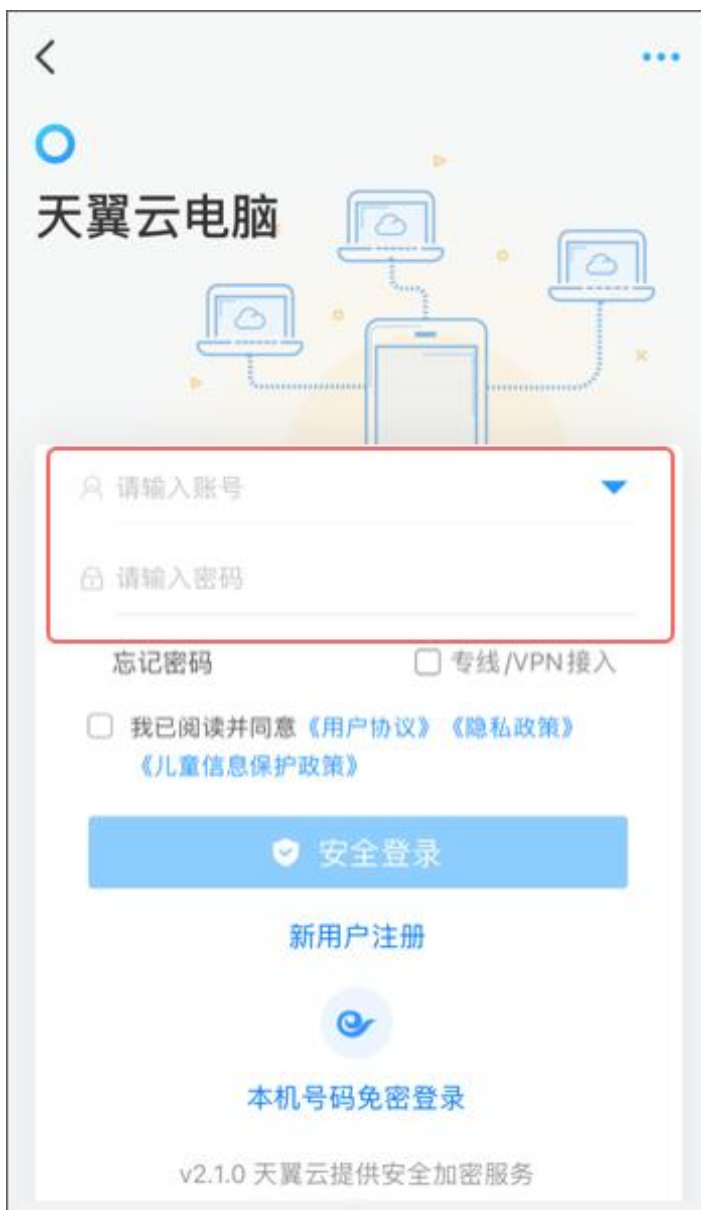 天翼云电脑
请输入账号
请输入密码
忘记密码 专线/VPN接入
我已阅读并同意《用户协议》《隐私政策》
《儿童信息保护政策》
安全登录
新用户注册
本机号码免密登录
v2.1.0 天翼云提供安全加密服务